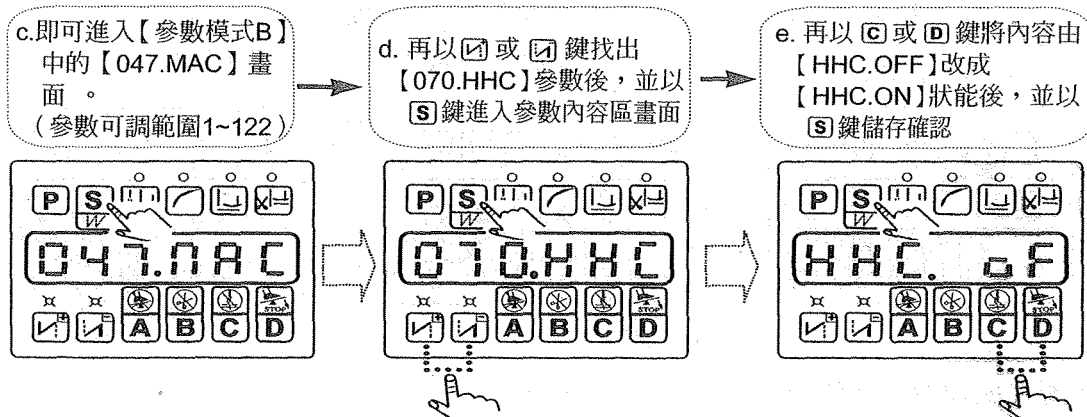 c.即可進入【參數模式B】
中的【047.MAC】畫
面 。
(參數可調範圍1~122)
d. 再以 或 鍵找出
【070.HHC】參數後，並以
S 鍵進入參數內容區畫面
e. 再以 C 或 D 鍵將內容由
【HHC.OFF】改成
【HHC.ON】狀能後，並以
S 鍵儲存確認
P S
W
047.MAC
STOP
A B C D
P S
W
070.HHC
STOP
A B C D
P S
W
HHC. oF
STOP
A B C D